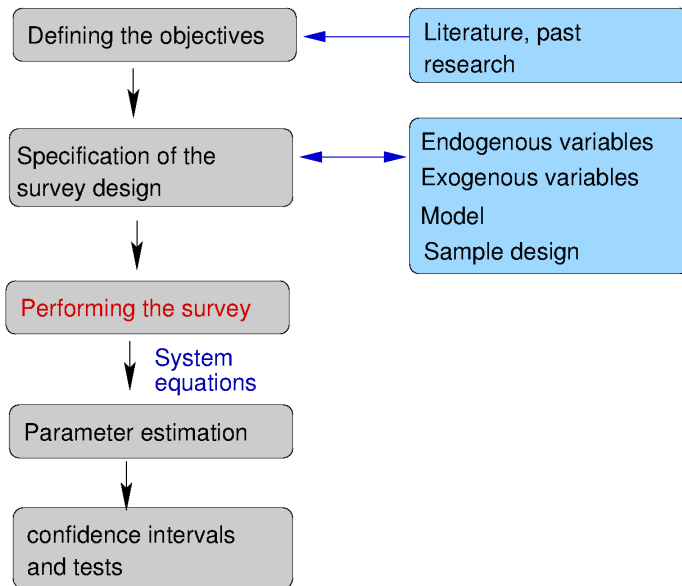 Defining the objectives
Literature, past
research
Specification of the
survey design
Endogenous variables
Exogenous variables
Model
Sample design
Performing the survey
System
equations
Parameter estimation
confidence intervals
and tests